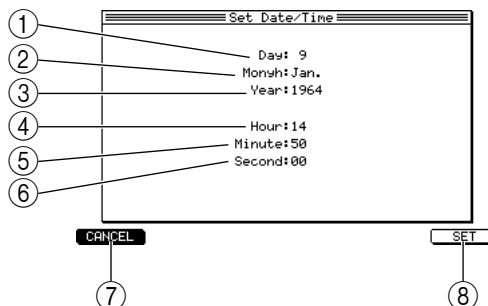 Set Date/Time
① Day: 9
② Monyh:Jan.
③ Year:1964
④ Hour:14
⑤ Minute:50
⑥ Second:00
CANCEL SET
⑦ ⑧